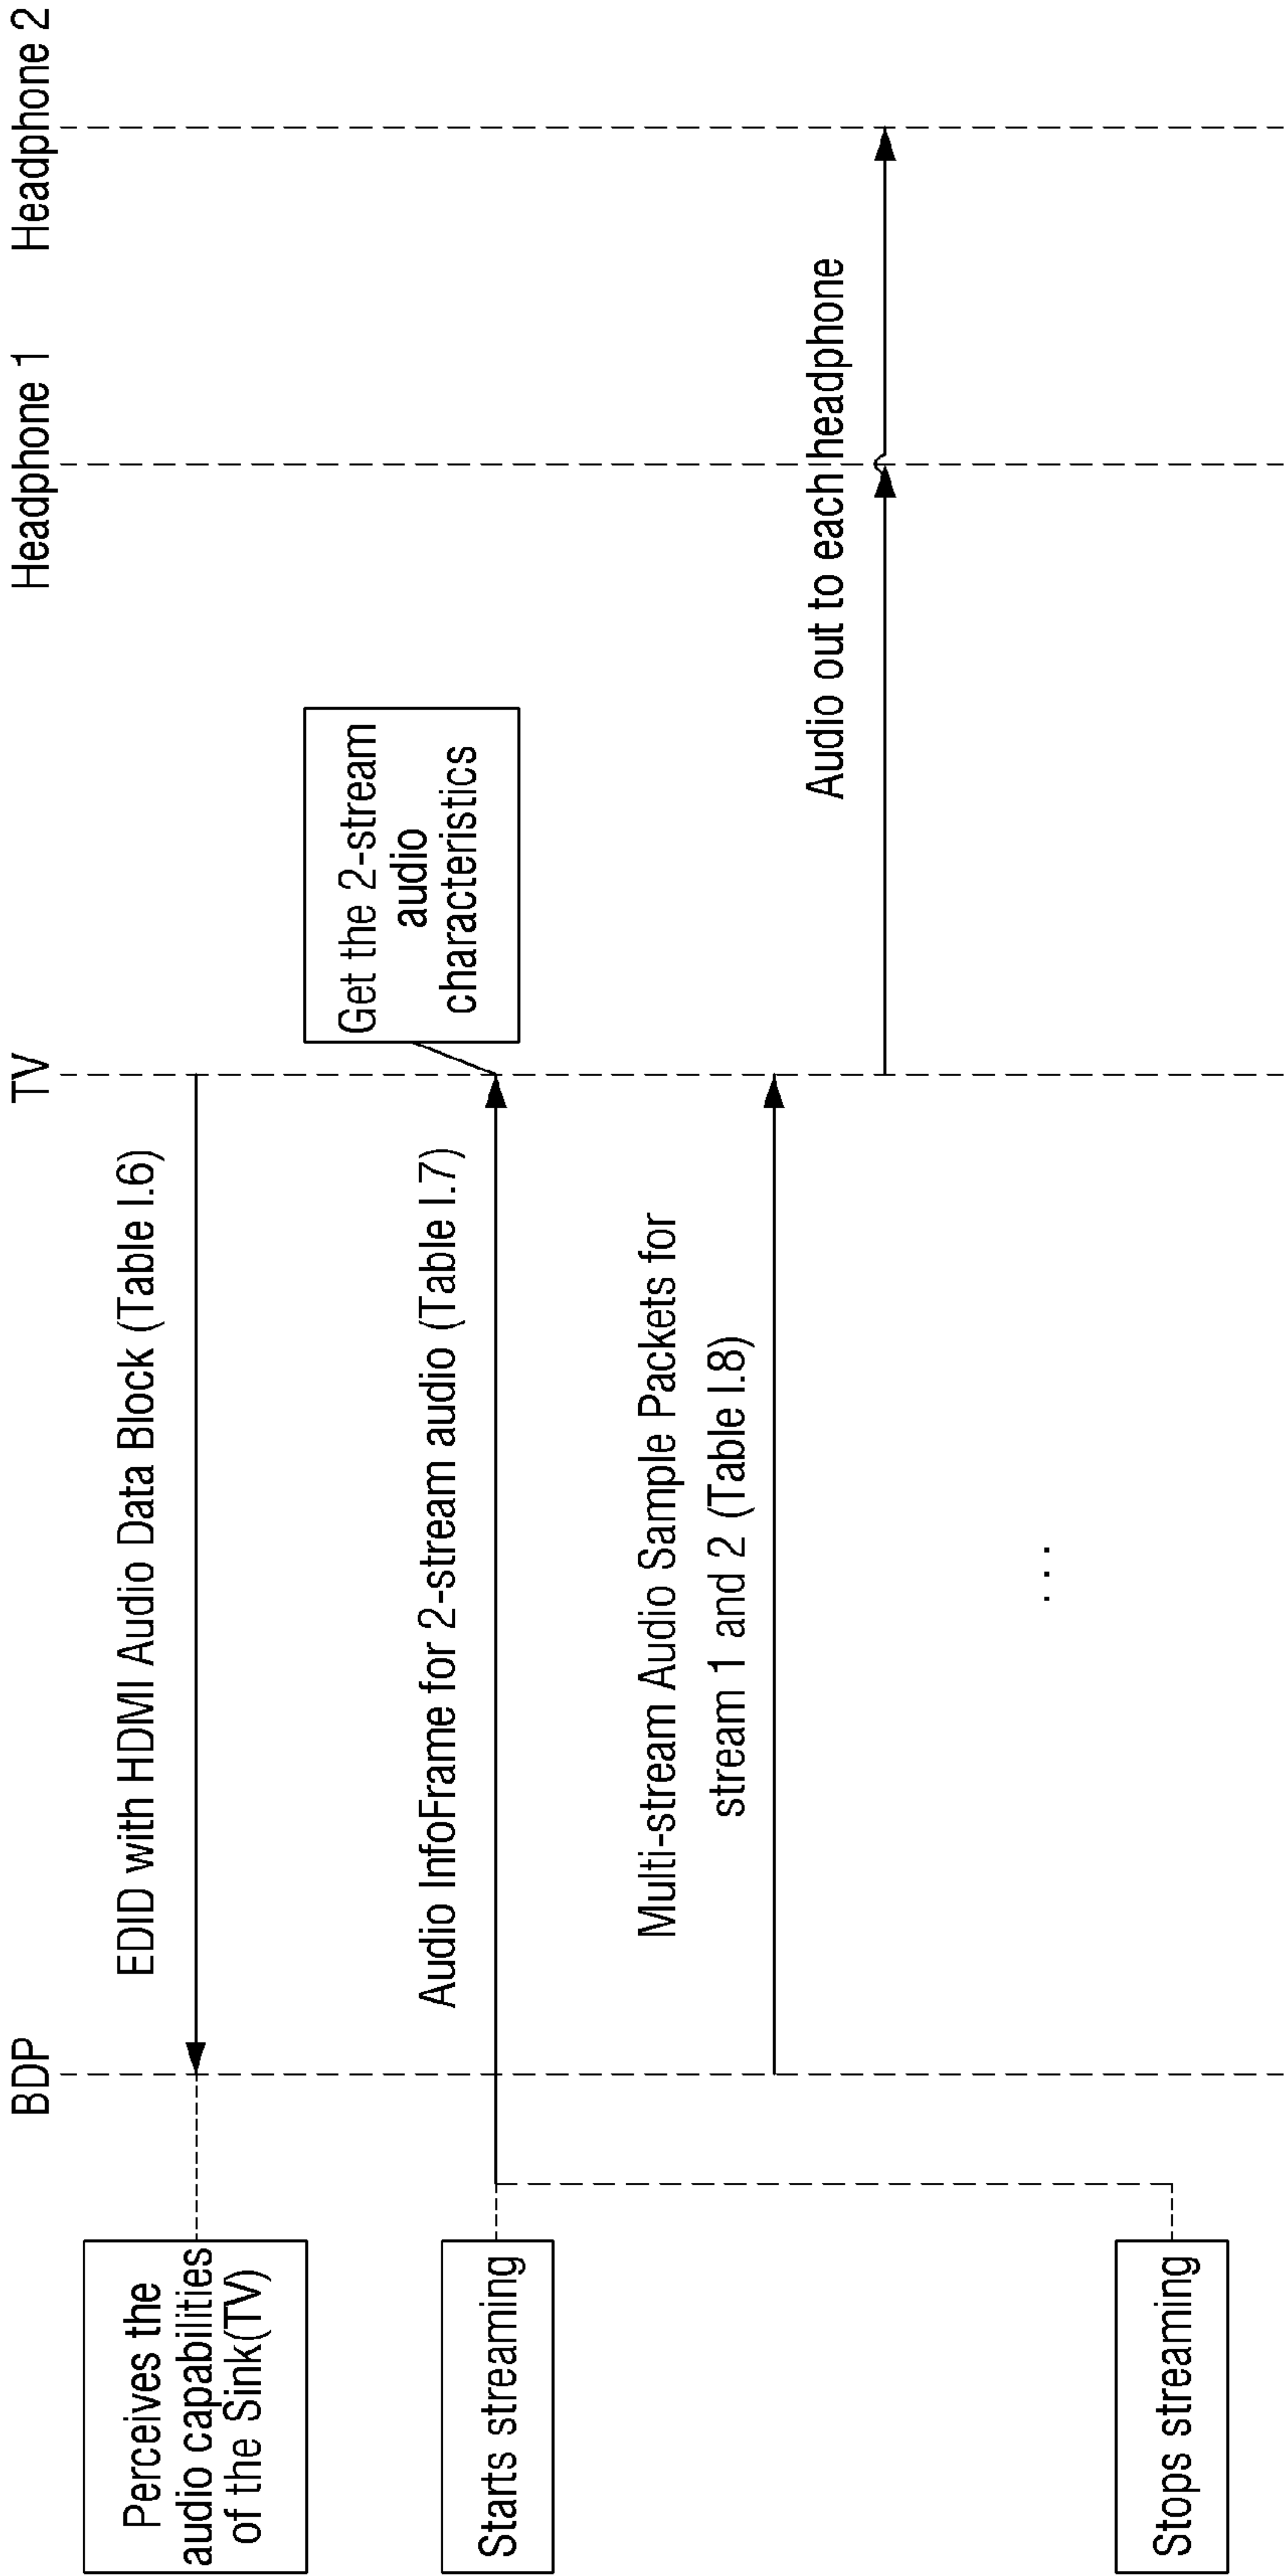 BDP
TV
Headphone 1
Headphone 2
Perceives the
audio capabilities
of the Sink(TV)
EDID with HDMI Audio Data Block (Table I.6)
Starts streaming
Audio InfoFrame for 2-stream audio (Table I.7)
Get the 2-stream
audio
characteristics
Multi-stream Audio Sample Packets for
stream 1 and 2 (Table I.8)
Audio out to each headphone
...
Stops streaming